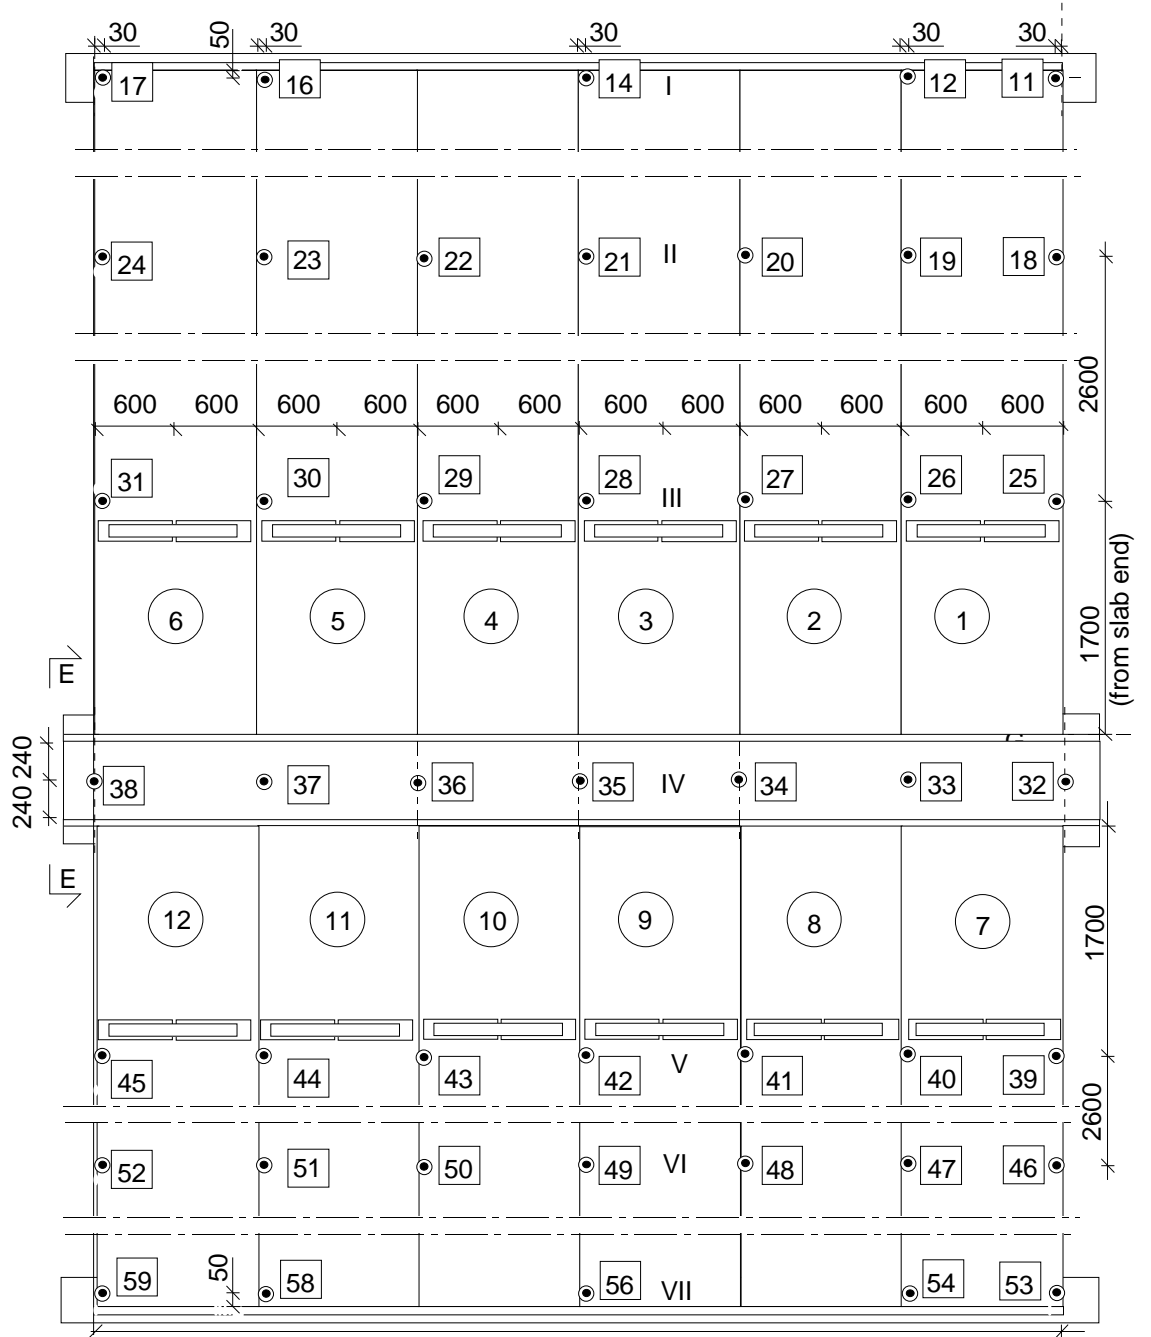 30 50 30 30 30 30
17 16 14 I 12 11
24 23 22 21 II 20 19 18
2600
600 600 600 600 600 600 600 600 600 600 600 600
31 30 29 28 III 27 26 25
6 5 4 3 2 1
1700
(from slab end)
E
240 240
38 37 36 35 IV 34 33 32
E
12 11 10 9 8 7
1700
45 44 43 42 V 41 40 39
2600
52 51 50 49 VI 48 47 46
59 50 58 56 VII 54 53